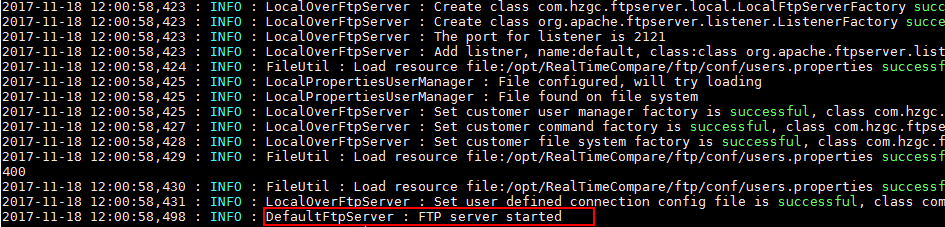 2017-11-18 12:00:58,423 : INFO : LocalOverFtpServer : Create class com.hzgc.ftpserver.local.LocalFtpServerFactory succ
2017-11-18 12:00:58,423 : INFO : LocalOverFtpServer : Create class org.apache.ftpserver.listener.ListenerFactory succes
2017-11-18 12:00:58,423 : INFO : LocalOverFtpServer : The port for listener is 2121
2017-11-18 12:00:58,423 : INFO : LocalOverFtpServer : Add listner, name:default, class:class org.apache.ftpserver.list
2017-11-18 12:00:58,424 : INFO : FileUtil : Load resource file:/opt/RealTimeCompare/ftp/conf/users.properties successf
2017-11-18 12:00:58,425 : INFO : LocalPropertiesUserManager : File configured, will try loading
2017-11-18 12:00:58,425 : INFO : LocalPropertiesUserManager : File found on file system
2017-11-18 12:00:58,425 : INFO : LocalOverFtpServer : Set customer user manager factory is successful, class com.hzgc.
2017-11-18 12:00:58,427 : INFO : LocalOverFtpServer : Set customer command factory is successful, class com.hzgc.ftpse
2017-11-18 12:00:58,428 : INFO : LocalOverFtpServer : Set customer file system factory is successful, class com.hzgc.f
2017-11-18 12:00:58,429 : INFO : FileUtil : Load resource file:/opt/RealTimeCompare/ftp/conf/users.properties successf
400
2017-11-18 12:00:58,430 : INFO : FileUtil : Load resource file:/opt/RealTimeCompare/ftp/conf/users.properties successf
2017-11-18 12:00:58,431 : INFO : LocalOverFtpServer : Set user defined connection config file is successful, class com
2017-11-18 12:00:58,498 : INFO : DefaultFtpServer : FTP server started